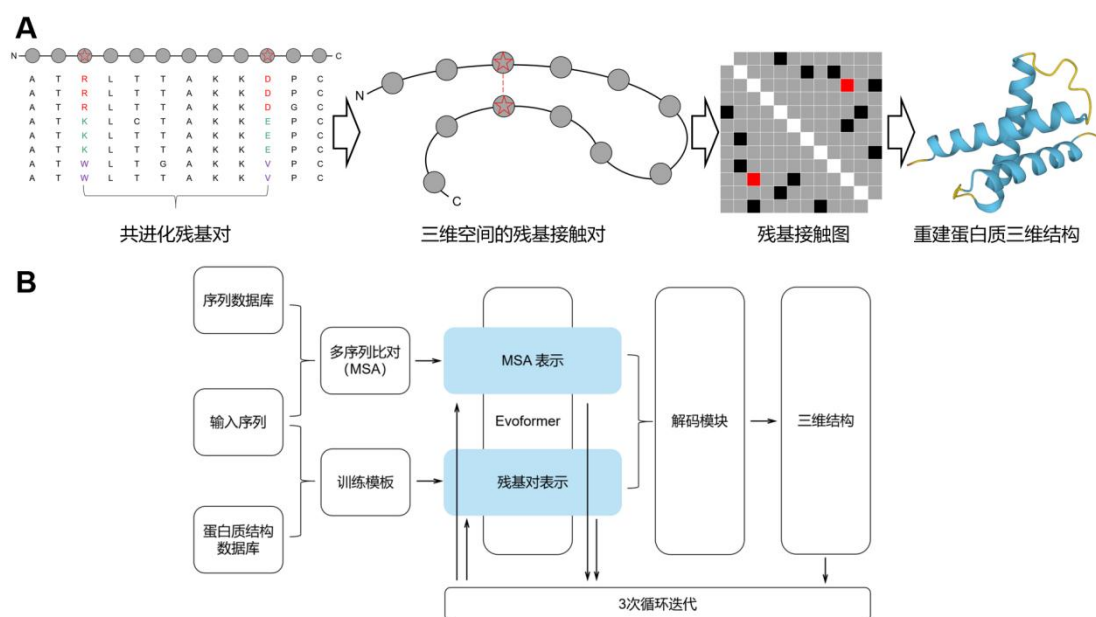 A
N
C
A T R L T T A K K D P C
A T R L T T A K K D P C
A T R L T T A K K D G C
A T K L C T A K K E P C
A T K L T T A K K E P C
A T K L T T A K K E P C
A T W L T G A K K V P C
A T W L T T A K K V P C
N
C
共进化残基对
三维空间的残基接触对
残基接触图
重建蛋白质三维结构
B
序列数据库
输入序列
蛋白质结构
数据库
多序列比对
(MSA)
训练模板
MSA 表示
Evoformer
残基对表示
解码模块
三维结构
3次循环迭代